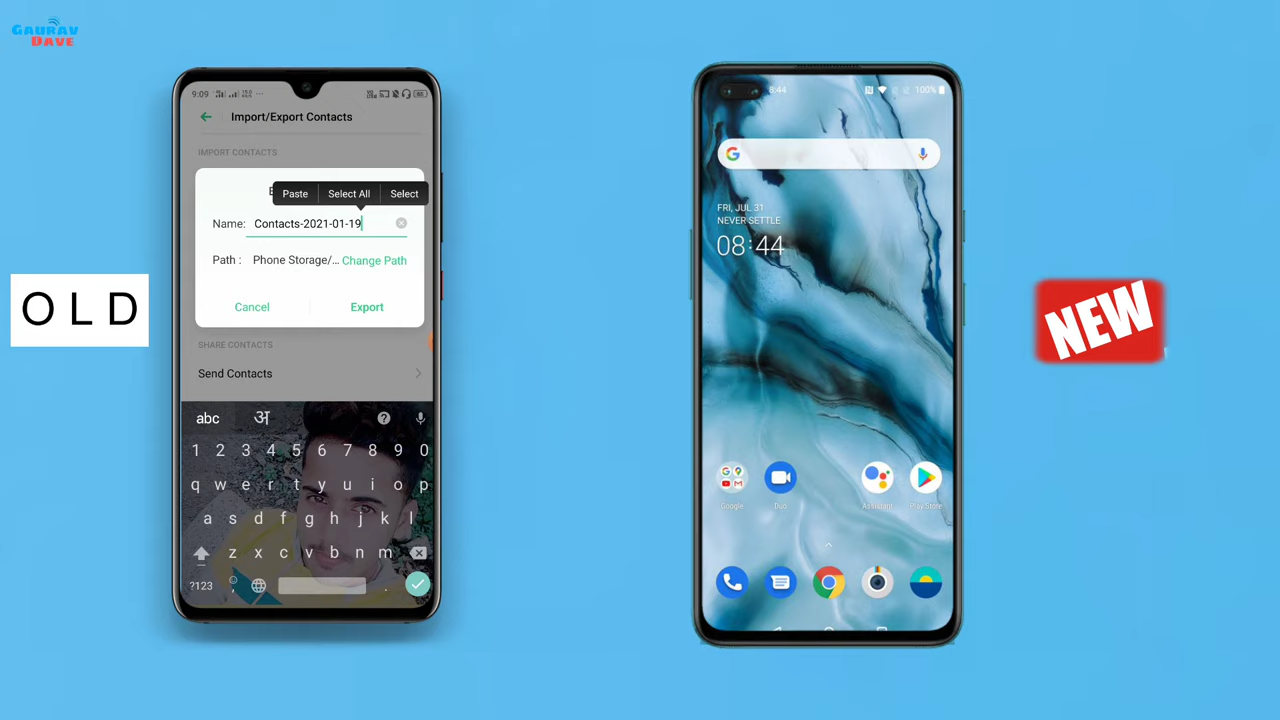 GAURAV
DAVE
OLD
9:09
Import/Export Contacts
IMPORT CONTACTS
Paste Select All Select
Name: Contacts-2021-01-19
Path : Phone Storage/... Change Path
Cancel Export
SHARE CONTACTS
Send Contacts
abc अ
1 2 3 4 5 6 7 8 9 0
q w e r t y u i o p
a s d f g h j k l
z x c v b n m
?123 .
8:44 100%
FRI, JUL 31
NEVER SETTLE
08:44
Google Duo Assistant Play Store
NEW